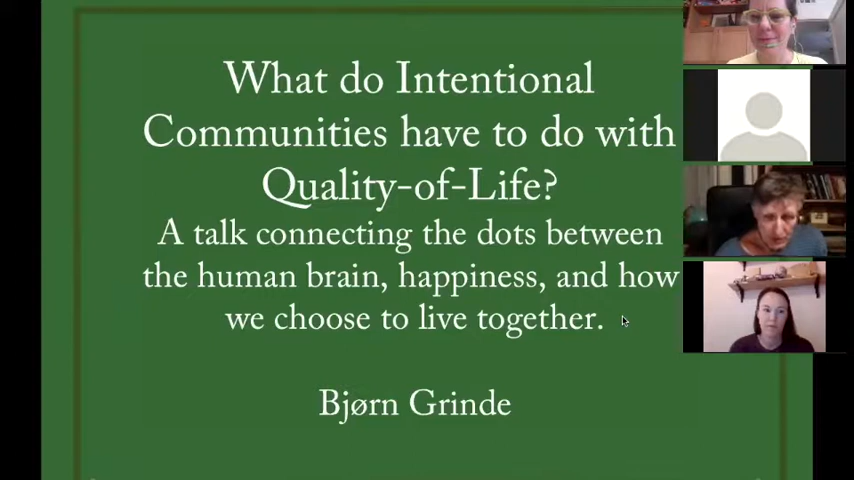 What do Intentional
Communities have to do with
Quality-of-Life?
A talk connecting the dots between
the human brain, happiness, and how
we choose to live together.
Bjørn Grinde